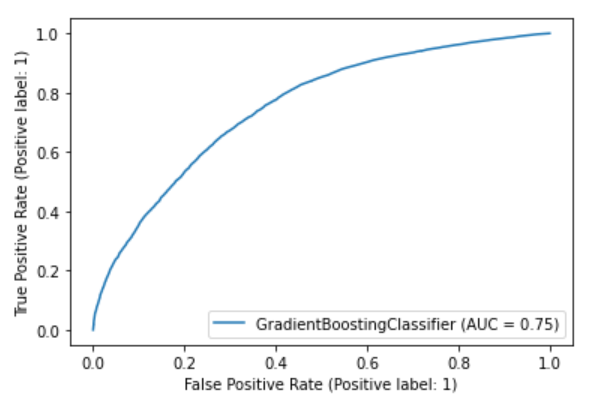 1.0
0.8
0.6
0.4
0.2
0.0
True Positive Rate (Positive label: 1)
GradientBoostingClassifier (AUC = 0.75)
0.0 0.2 0.4 0.6 0.8 1.0
False Positive Rate (Positive label: 1)